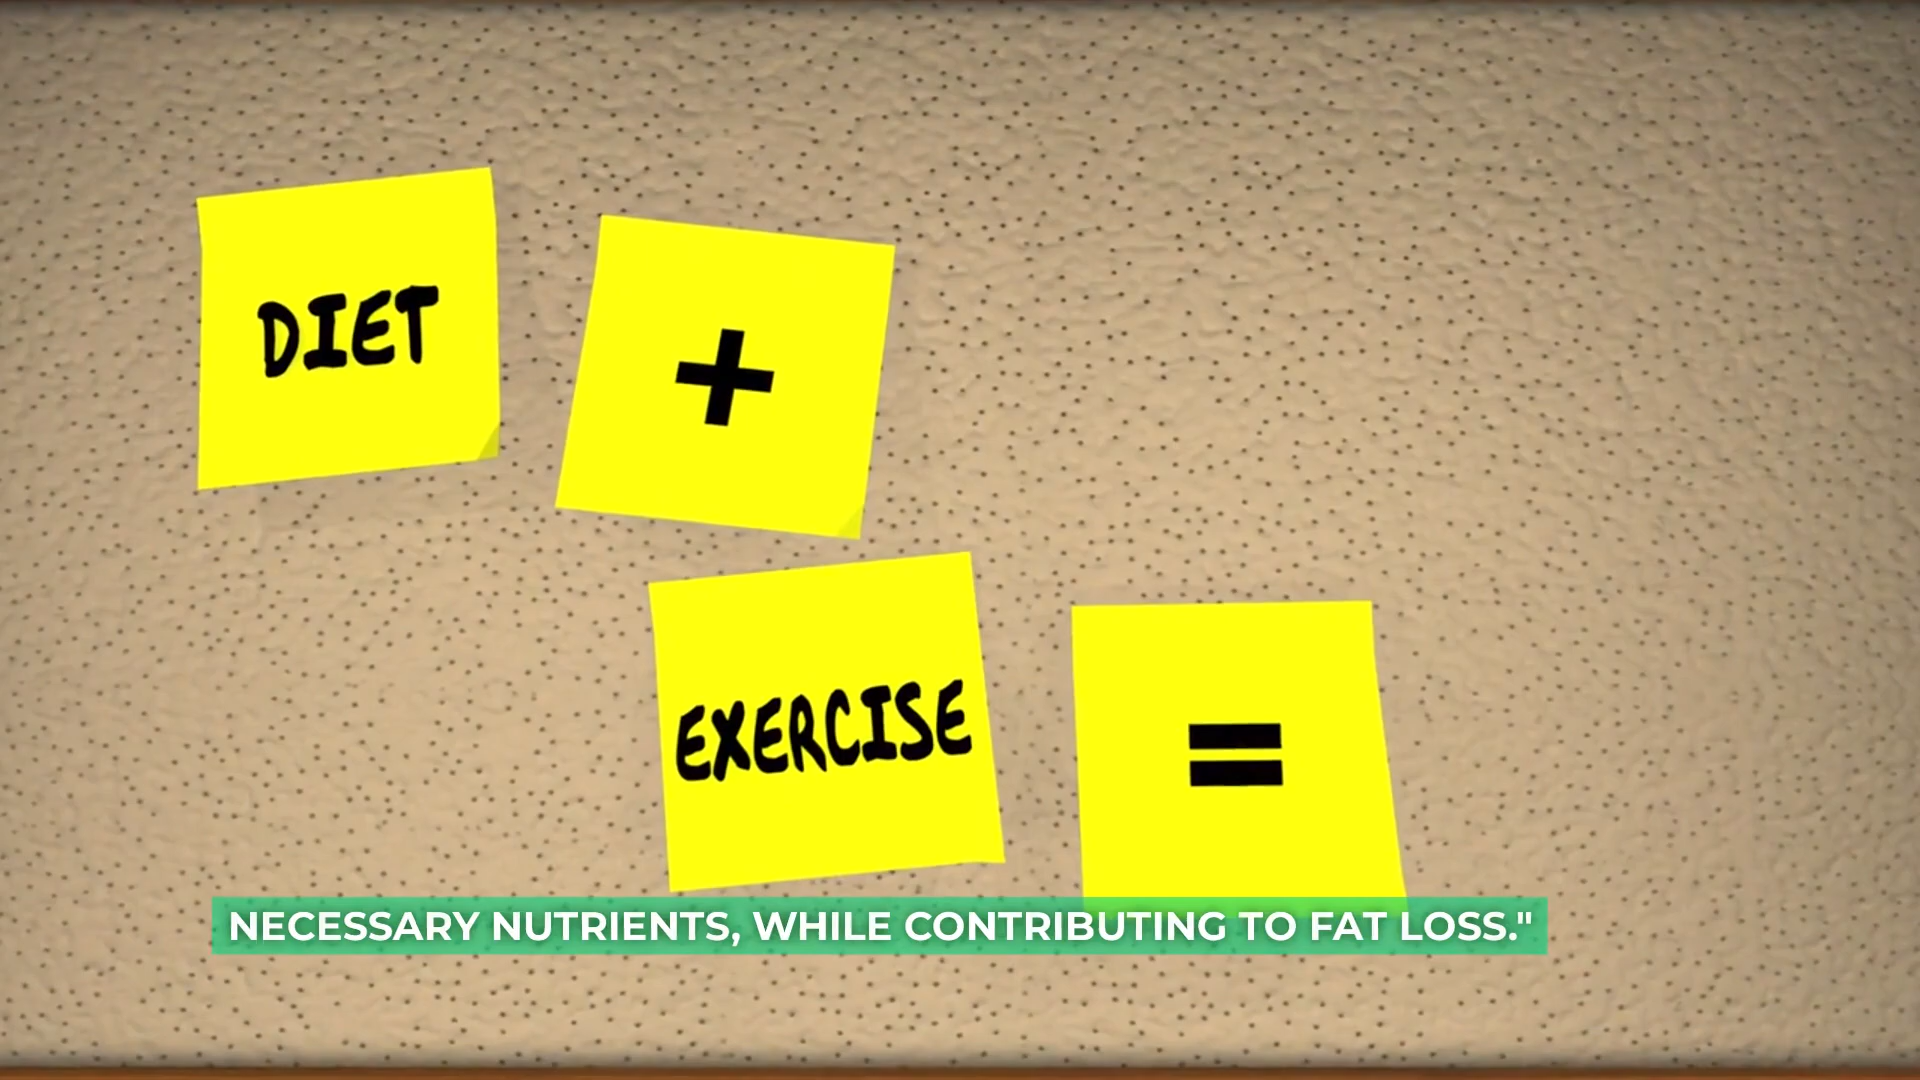 DIET
+
EXERCISE
=
NECESSARY NUTRIENTS, WHILE CONTRIBUTING TO FAT LOSS."